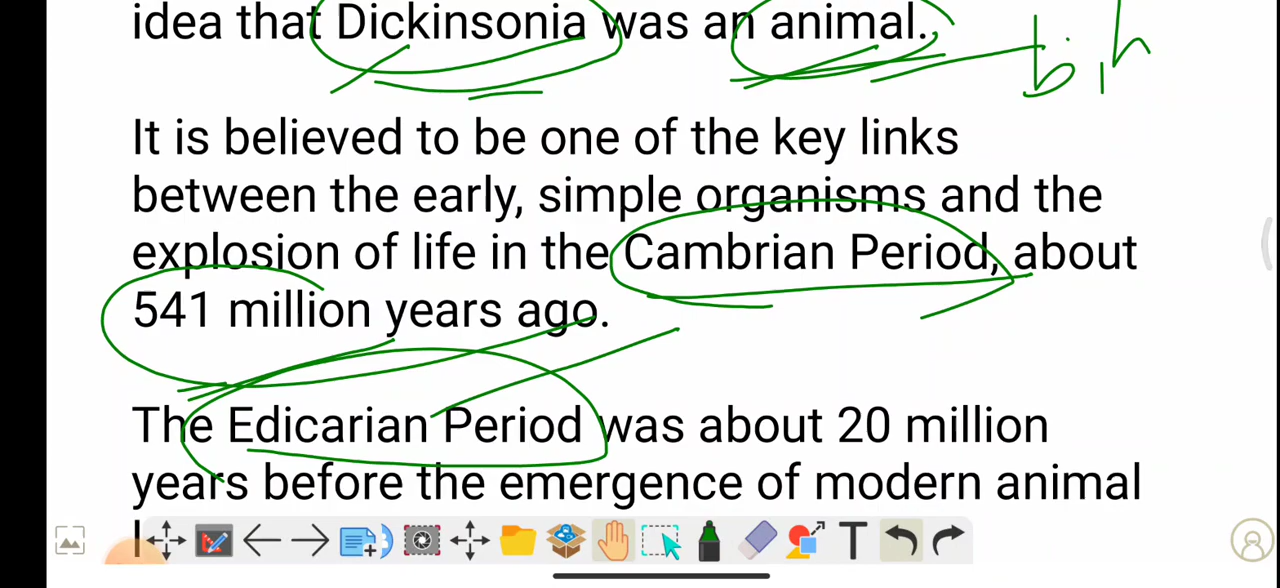 idea that Dickinsonia was an animal.
It is believed to be one of the key links
between the early, simple organisms and the
explosion of life in the Cambrian Period, about
541 million years ago.
The Edicarian Period was about 20 million
years before the emergence of modern animal